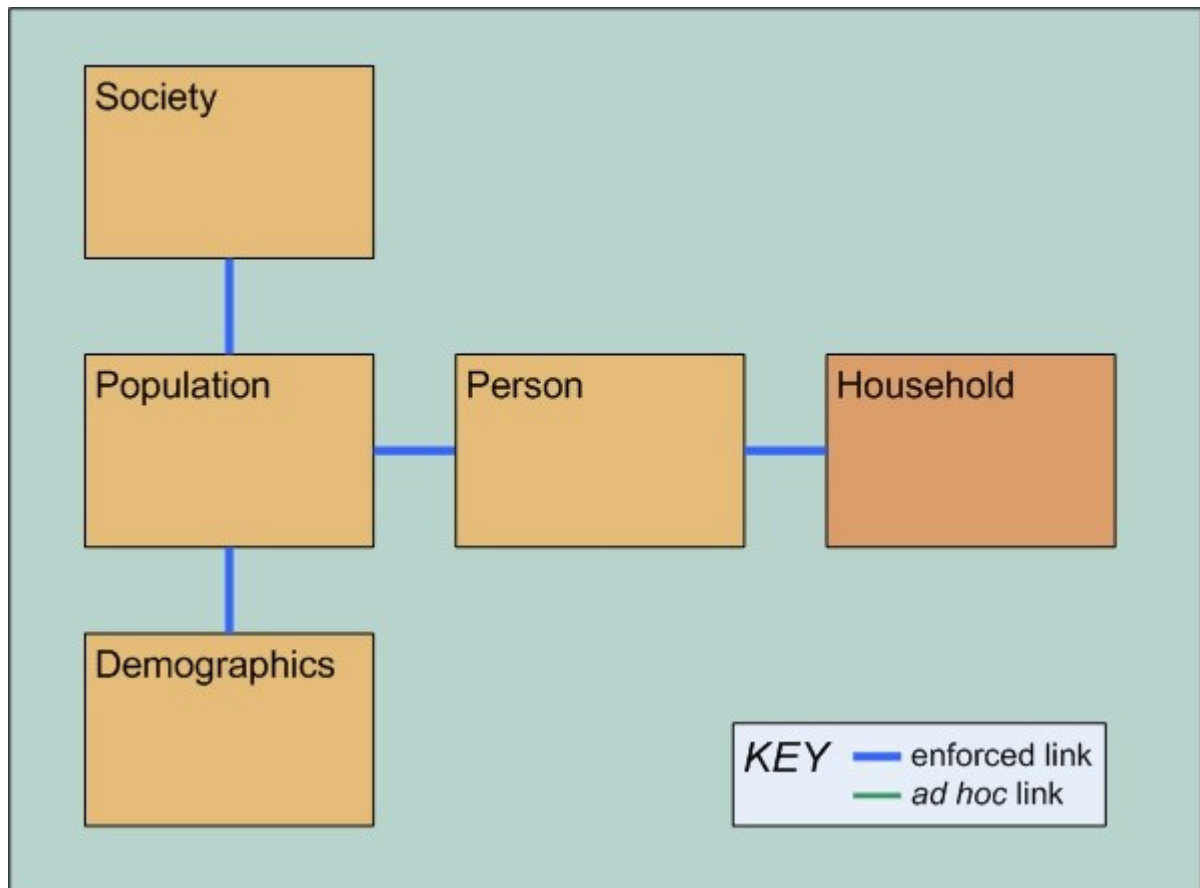 Society
Population
Person
Household
Demographics
KEY
enforced link
ad hoc link